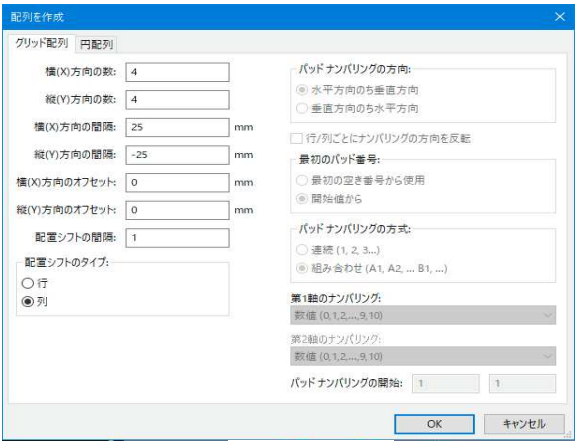 配列を作成
グリッド配列 円配列
横(X)方向の数: 4
縦(Y)方向の数: 4
横(X)方向の間隔: 25 mm
縦(Y)方向の間隔: -25 mm
横(X)方向のオフセット: 0 mm
縦(Y)方向のオフセット: 0 mm
配置シフトの間隔: 1
配置シフトのタイプ:
行
列
パッド ナンバリングの方向:
水平方向のち垂直方向
垂直方向のち水平方向
行/列ごとにナンバリングの方向を反転
最初のパッド番号:
最初の空き番号から使用
開始値から
パッド ナンバリングの方式:
連続 (1, 2, 3...)
組み合わせ (A1, A2, ... B1, ...)
第1軸のナンバリング:
数値 (0,1,2,...,9,10)
第2軸のナンバリング:
数値 (0,1,2,...,9,10)
パッド ナンバリングの開始: 1 1
OK キャンセル